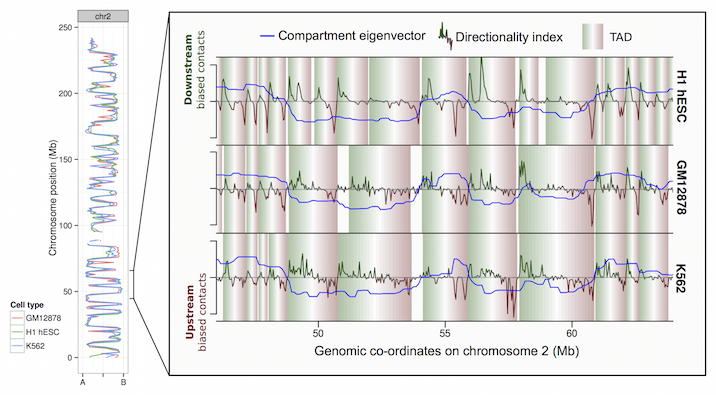 chr2
250
200
150
100
50
0
Chromosome position (Mb)
A
B
Cell type
GM12878
H1 hESC
K562
Compartment eigenvector
Directionality index
TAD
Downstream
biased contacts
Upstream
biased contacts
H1 hESC
GM12878
K562
50
55
60
Genomic co-ordinates on chromosome 2 (Mb)